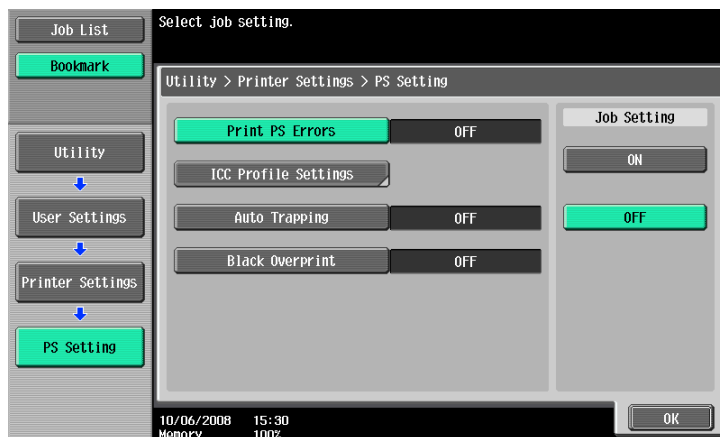 Job List
Bookmark
Utility
User Settings
Printer Settings
PS Setting
Select job setting.
Utility > Printer Settings > PS Setting
Print PS Errors OFF
ICC Profile Settings
Auto Trapping OFF
Black Overprint OFF
Job Setting
ON
OFF
10/06/2008 15:30
Memory 100%
OK